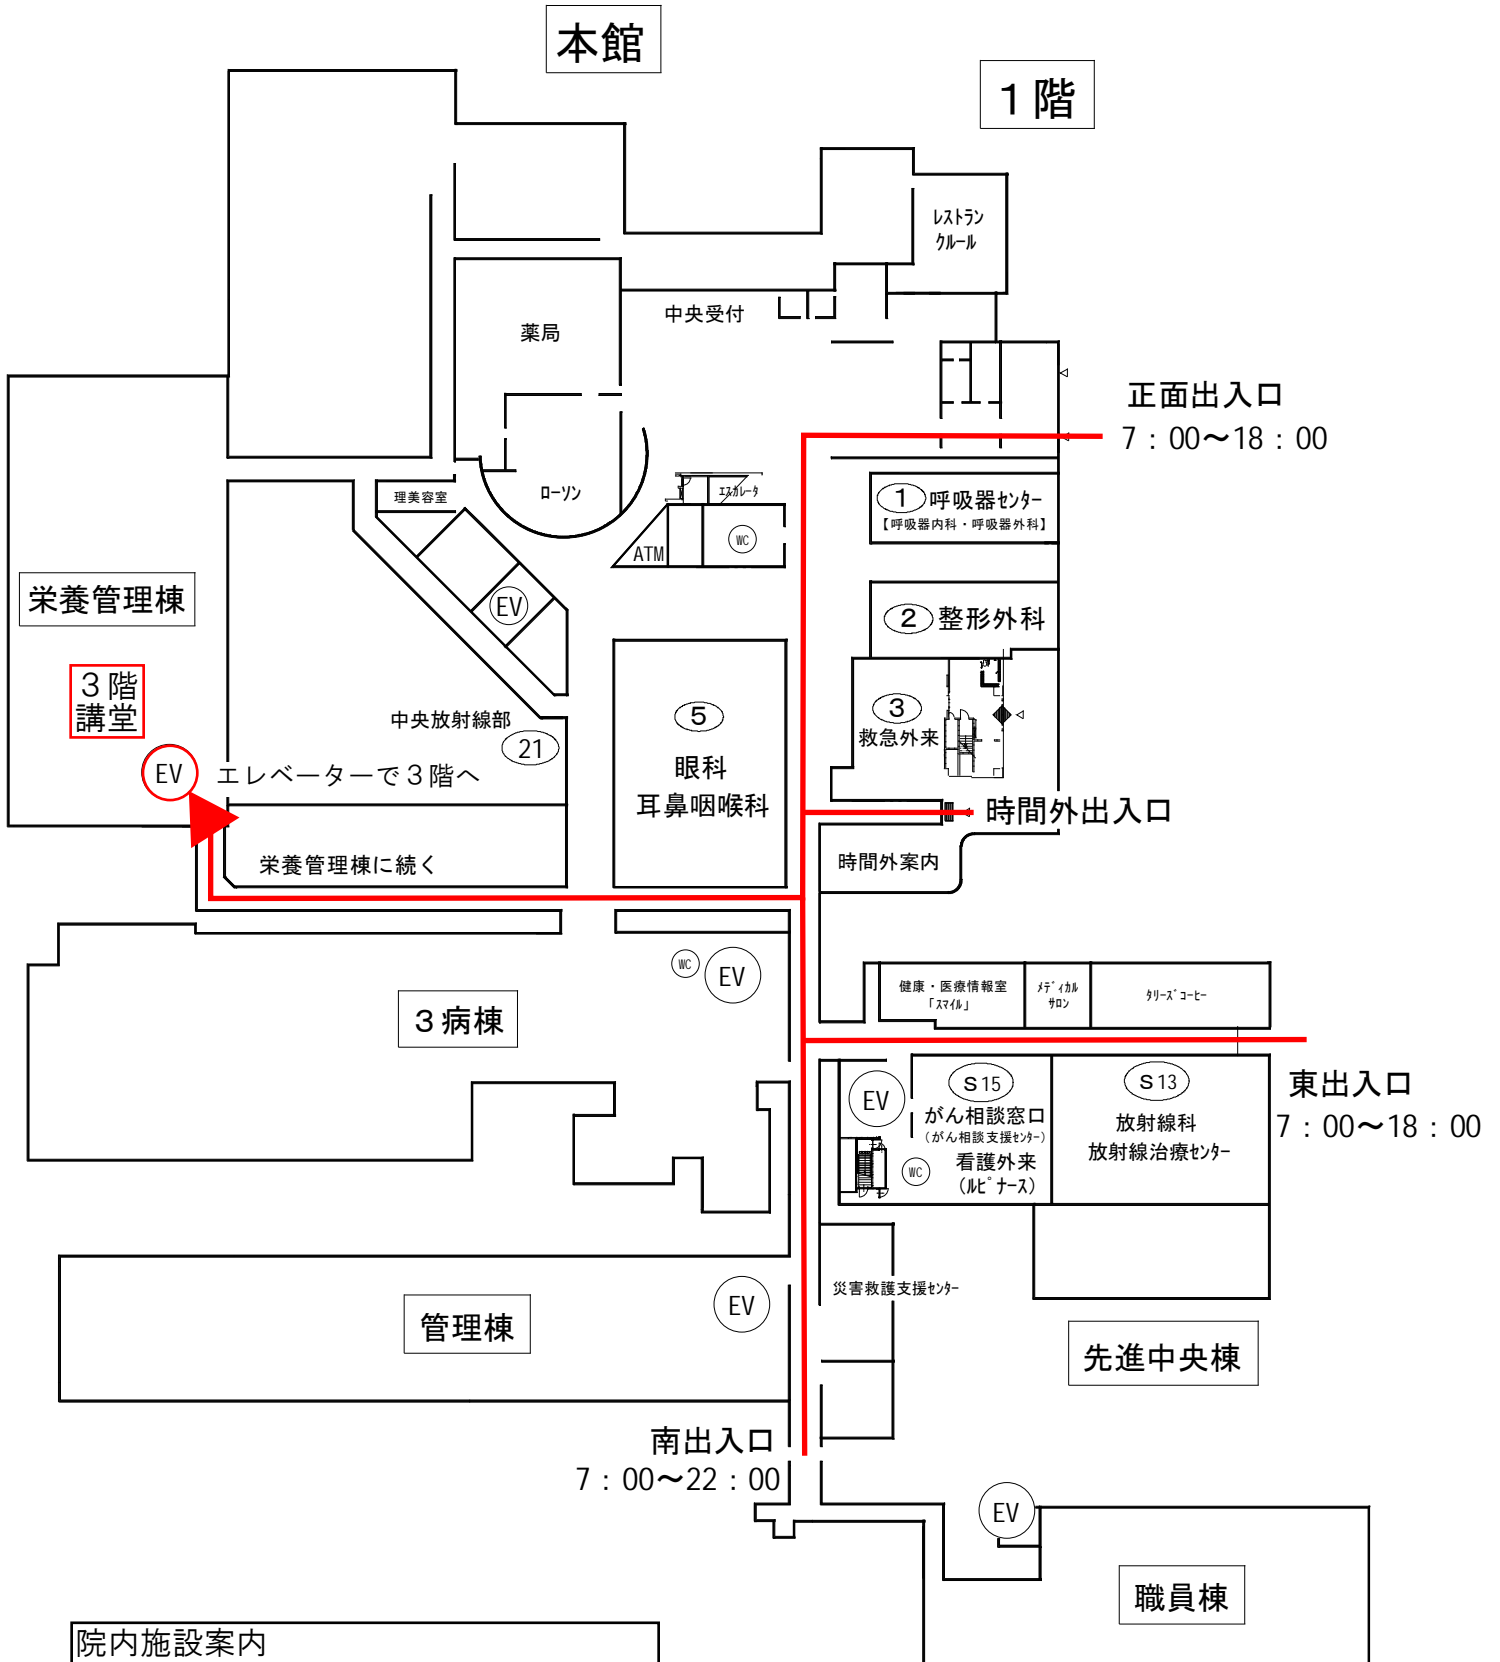 本館
１階
レストラン
クルール
中央受付
薬局
正面出入口
7：00～18：00
理美容室
ローソン
エスカレータ
ATM
WC
① 呼吸器センター
【呼吸器内科・呼吸器外科】
② 整形外科
EV
栄養管理棟
３階
講堂
EV
エレベーターで３階へ
中央放射線部
21
⑤
眼科
耳鼻咽喉科
③
救急外来
時間外出入口
時間外案内
栄養管理棟に続く
WC
EV
３病棟
健康・医療情報室
「スマイル」
メディカル
サロン
タリーズコーヒー
EV
WC
S15
がん相談窓口
（がん相談支援センター）
看護外来
（ルピナース）
S13
放射線科
放射線治療センター
東出入口
7：00～18：00
災害救護支援センター
EV
管理棟
先進中央棟
南出入口
7：00～22：00
EV
職員棟
院内施設案内